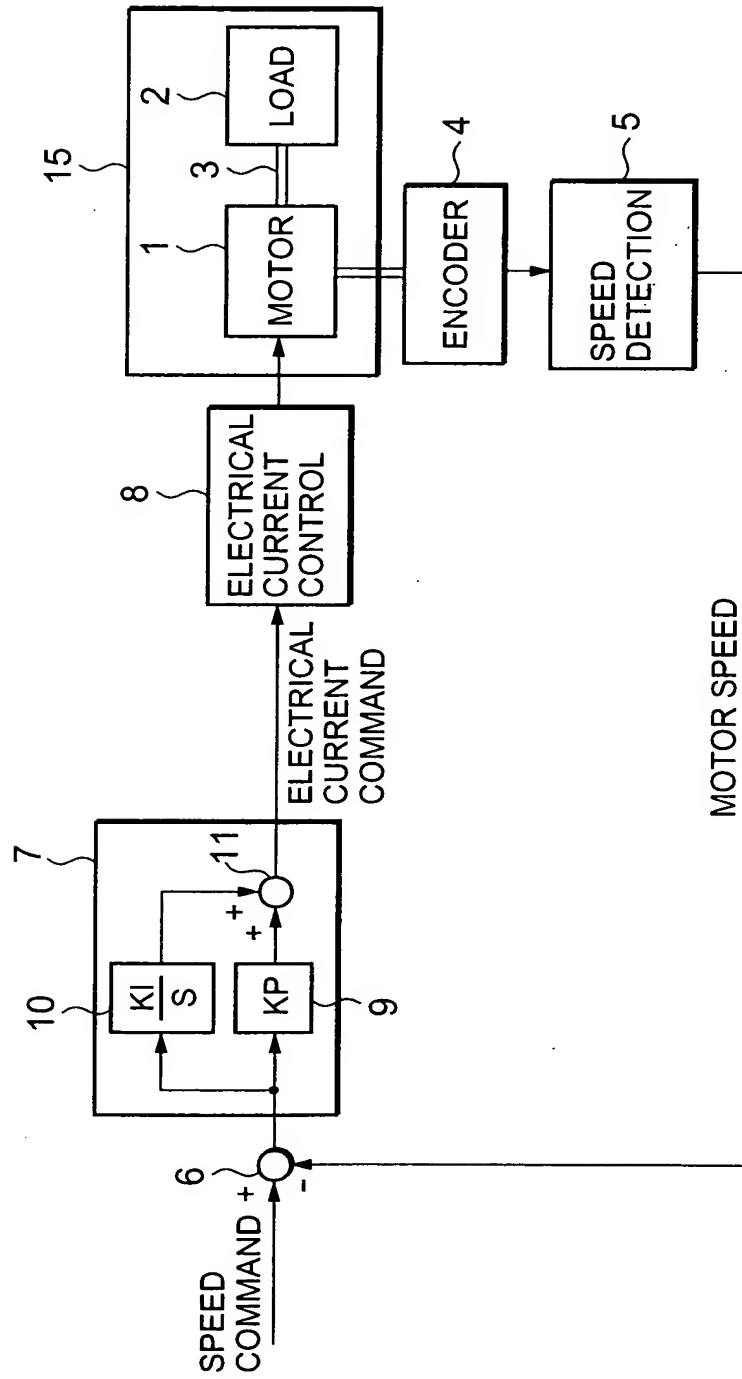 SPEED
COMMAND
+
-
6
7
10
KI
S
KP
9
+
+
11
ELECTRICAL
CURRENT
COMMAND
8
ELECTRICAL
CURRENT
CONTROL
15
1
MOTOR
3
2
LOAD
4
ENCODER
5
SPEED
DETECTION
MOTOR SPEED